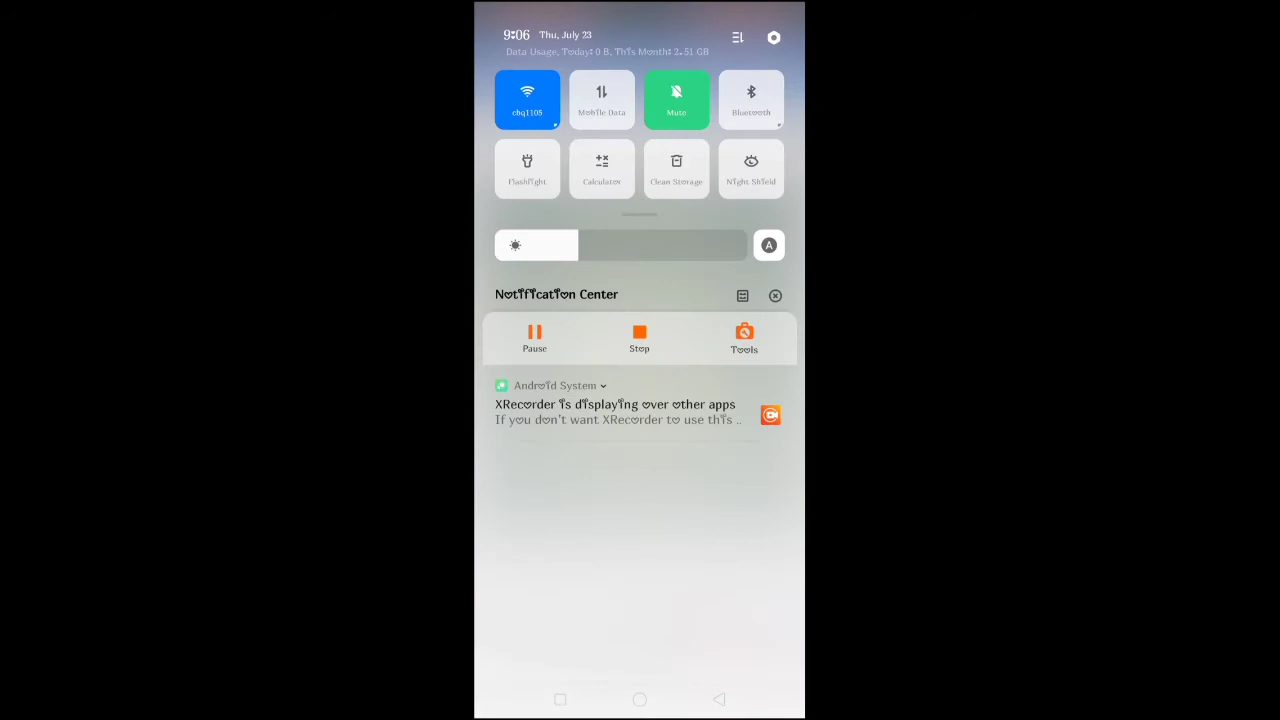 9:06 Thu, July 23
Data Usage, Today: 0 B, This Month: 2.51 GB
chq1105 Mobile Data Mute Bluetooth
Flashlight Calculator Clean Storage Night Shield
A
Notification Center
Pause Stop Tools
Android System
XRecorder is displaying over other apps
If you don't want XRecorder to use this ..